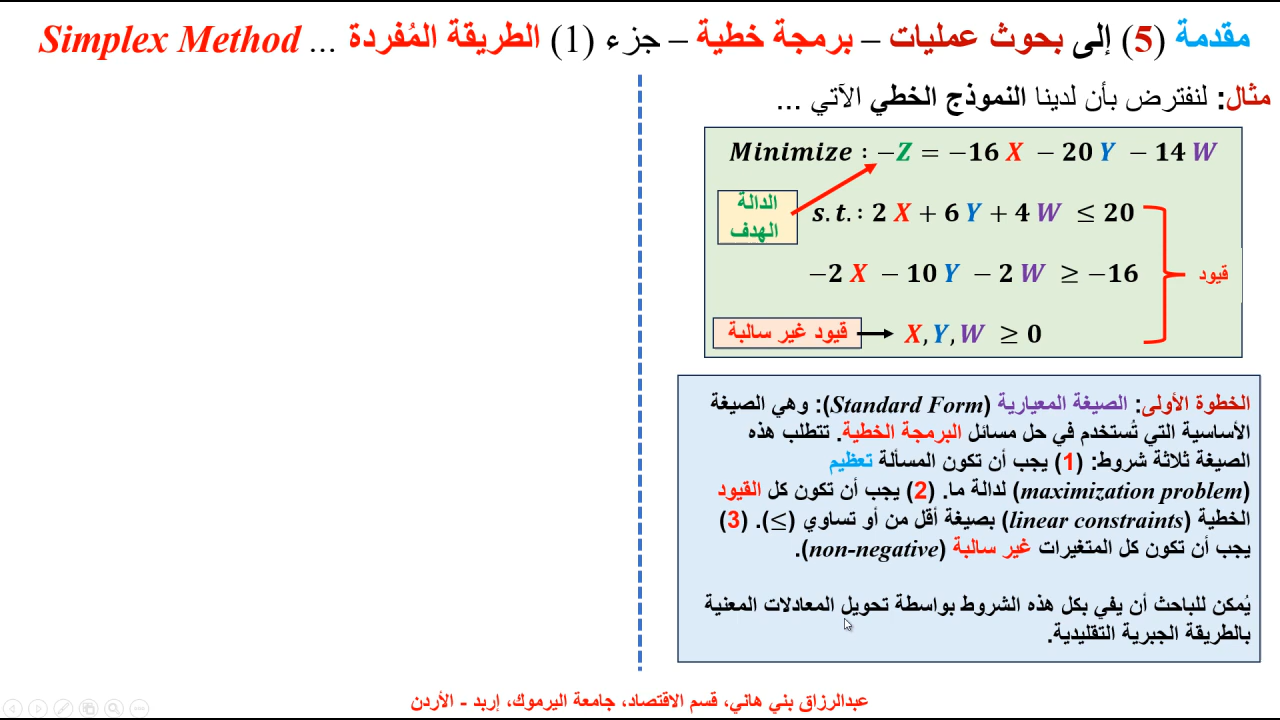 مقدمة (5) إلى بحوث عمليات – برمجة خطية – جزء (1) الطريقة المُفردة ... Simplex Method
مثال: لنفترض بأن لدينا النموذج الخطي الآتي ...
Minimize : −Z = −16 X − 20 Y − 14 W
الدالة
الهدف
s.t. : 2 X + 6 Y + 4 W ≤ 20
−2 X − 10 Y − 2 W ≥ −16
قيود
قيود غير سالبة
X, Y, W ≥ 0
الخطوة الأولى: الصيغة المعيارية (Standard Form): وهي الصيغة
الأساسية التي تُستخدم في حل مسائل البرمجة الخطية. تتطلب هذه
الصيغة ثلاثة شروط: (1) يجب أن تكون المسألة تعظيم
(maximization problem) لدالة ما. (2) يجب أن تكون كل القيود
الخطية (linear constraints) بصيغة أقل من أو تساوي (≥). (3)
يجب أن تكون كل المتغيرات غير سالبة (non-negative).
يُمكن للباحث أن يفي بكل هذه الشروط بواسطة تحويل المعادلات المعنية
بالطريقة الجبرية التقليدية.
عبدالرزاق بني هاني، قسم الاقتصاد، جامعة اليرموك، إربد - الأردن